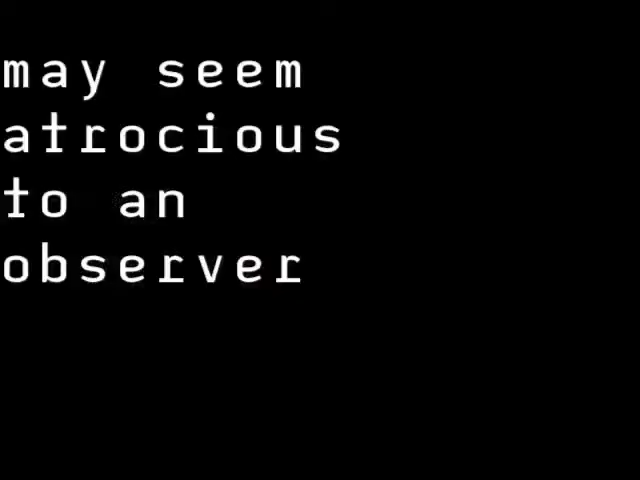 may seem
atrocious
to an
observer